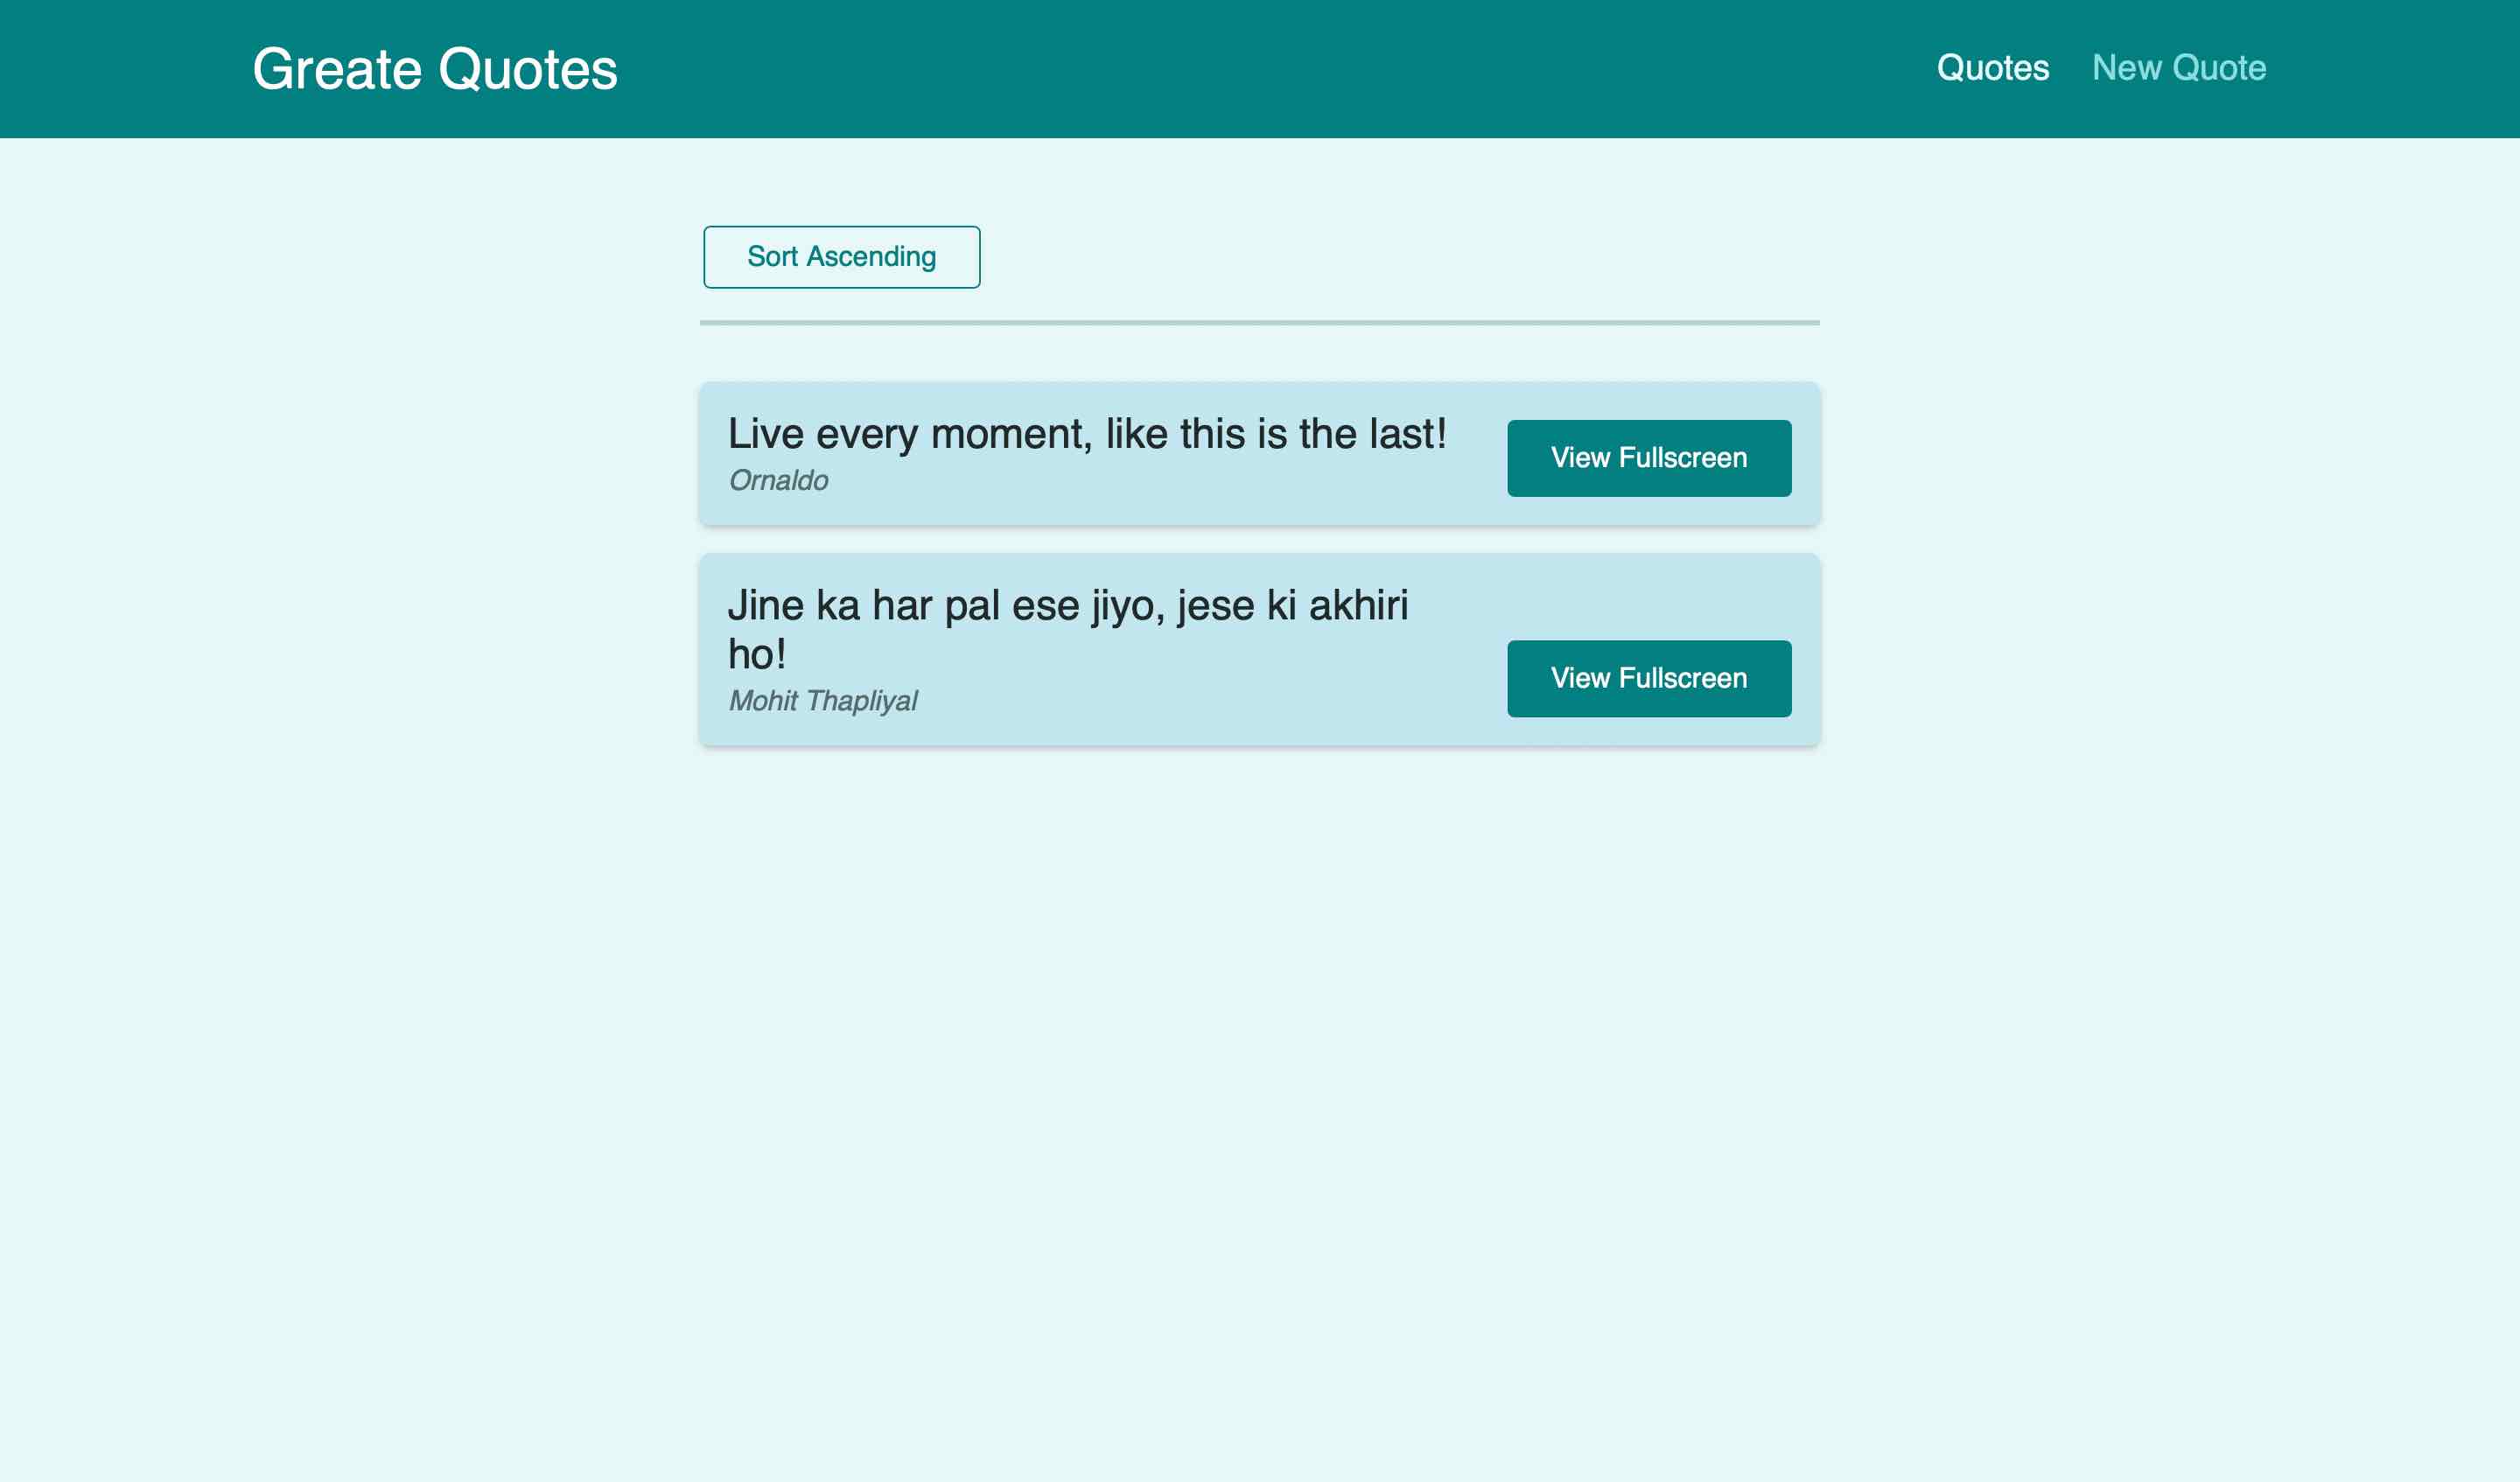 Greate Quotes
Quotes
New Quote
Sort Ascending
Live every moment, like this is the last!
Ornaldo
View Fullscreen
Jine ka har pal ese jiyo, jese ki akhiri
ho!
Mohit Thapliyal
View Fullscreen